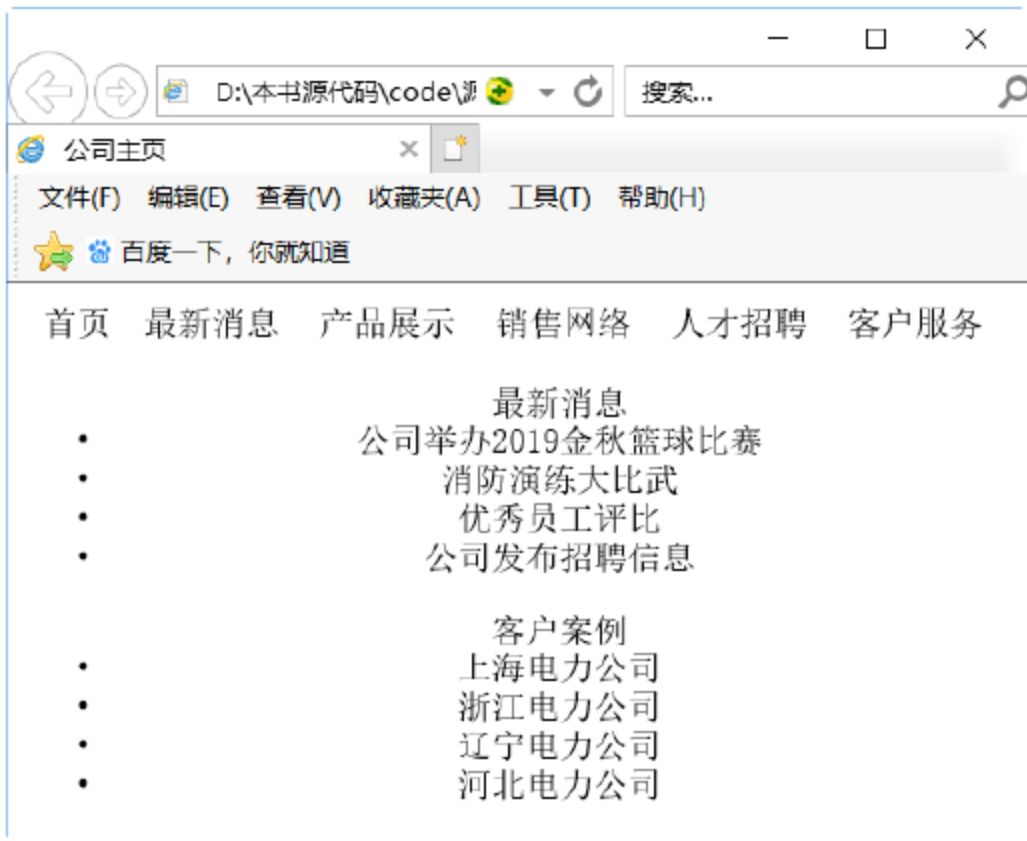 D:\本书源代码\code\源
搜索...
公司主页
文件(F) 编辑(E) 查看(V) 收藏夹(A) 工具(T) 帮助(H)
百度一下，你就知道
首页 最新消息 产品展示 销售网络 人才招聘 客户服务
最新消息
• 公司举办2019金秋篮球比赛
• 消防演练大比武
• 优秀员工评比
• 公司发布招聘信息
客户案例
• 上海电力公司
• 浙江电力公司
• 辽宁电力公司
• 河北电力公司